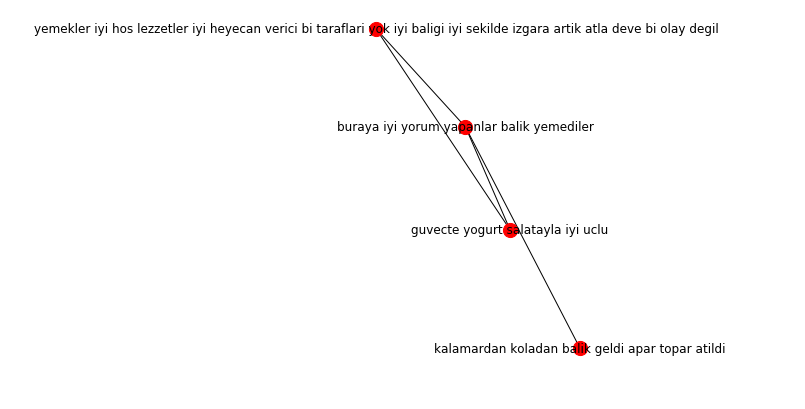 yemekler iyi hos lezzetler iyi heyecan verici bi taraflari yok iyi baligi iyi sekilde izgara artik atla deve bi olay degil
buraya iyi yorum yapanlar balik yemediler
guvecte yogurt salatayla iyi uclu
kalamardan koladan balik geldi apar topar atildi